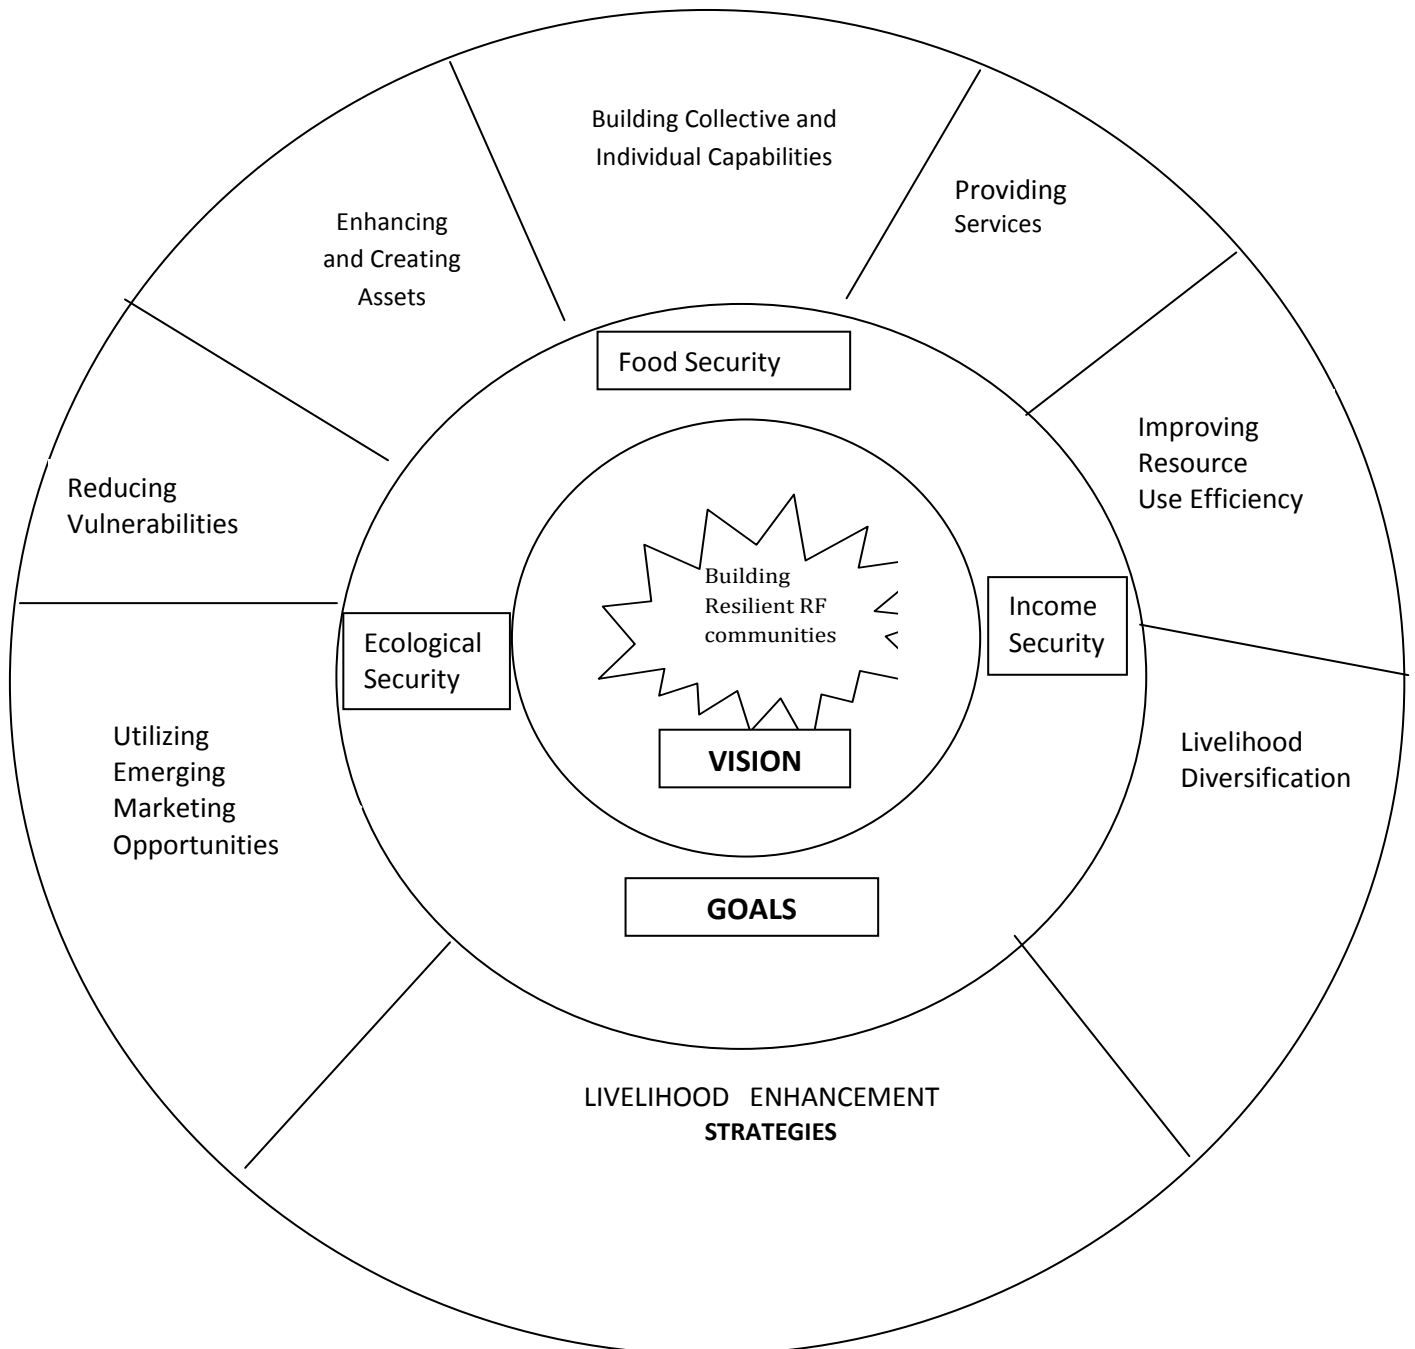 Building Collective and
Individual Capabilities
Providing
Services
Enhancing
and Creating
Assets
Food Security
Improving
Resource
Use Efficiency
Reducing
Vulnerabilities
Building
Resilient RF
communities
Income
Security
Ecological
Security
VISION
Utilizing
Emerging
Marketing
Opportunities
Livelihood
Diversification
GOALS
LIVELIHOOD ENHANCEMENT
STRATEGIES